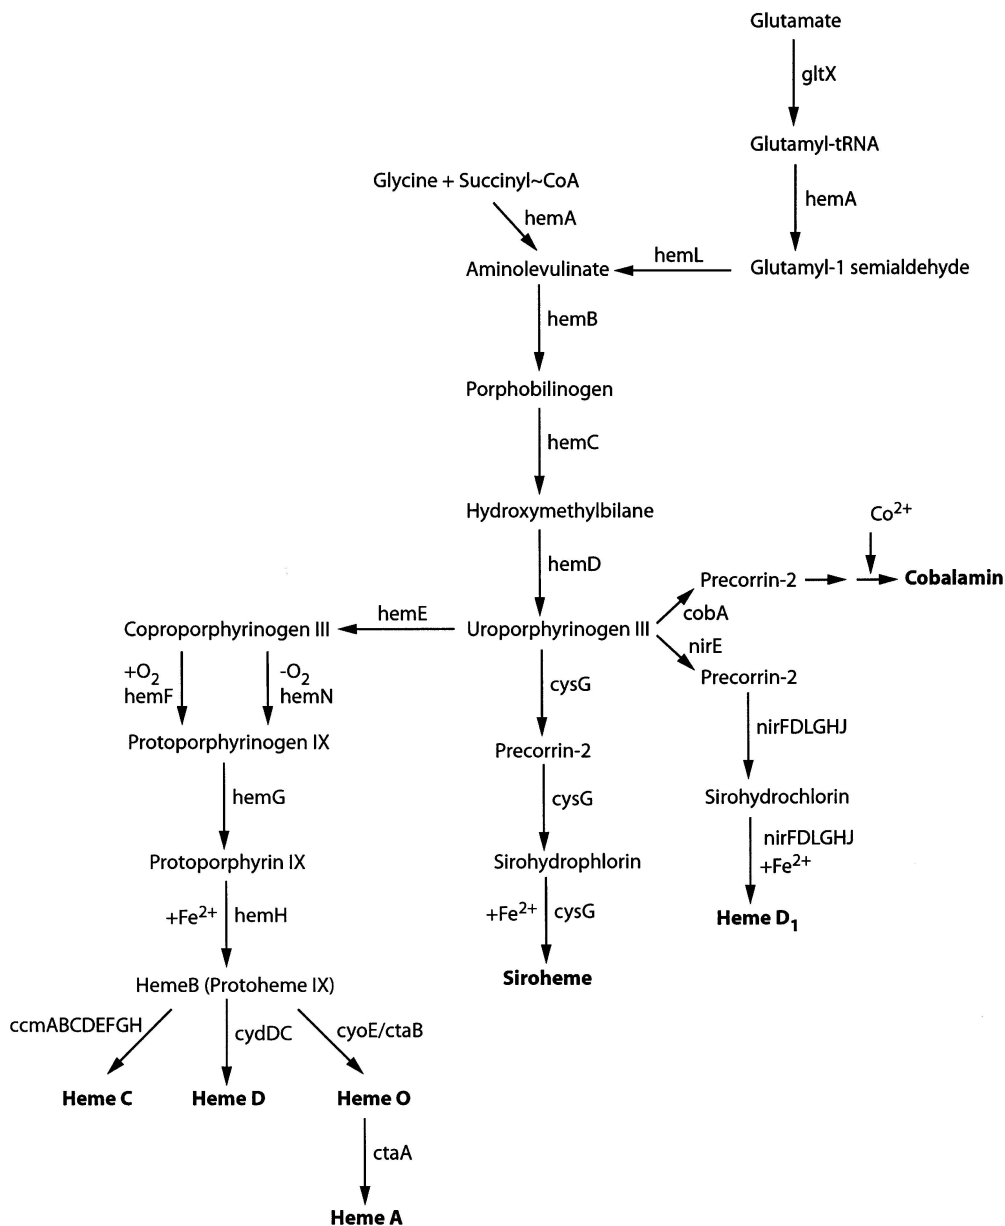 Glutamate
gltX
Glutamyl-tRNA
Glycine + Succinyl~CoA
hemA
hemA
Aminolevulinate
hemL
Glutamyl-1 semialdehyde
hemB
Porphobilinogen
hemC
Hydroxymethylbilane
Co2+
hemD
Precorrin-2
Cobalamin
cobA
Coproporphyrinogen III
hemE
Uroporphyrinogen III
nirE
+O2
hemF
-O2
hemN
cysG
Precorrin-2
Protoporphyrinogen IX
Precorrin-2
nirFDLGHJ
hemG
cysG
Sirohydrochlorin
Protoporphyrin IX
Sirohydrophlorin
nirFDLGHJ
+Fe2+
+Fe2+
hemH
+Fe2+
cysG
Heme D1
HemeB (Protoheme IX)
Siroheme
ccmABCDEFGH
cydDC
cyoE/ctaB
Heme C
Heme D
Heme O
ctaA
Heme A